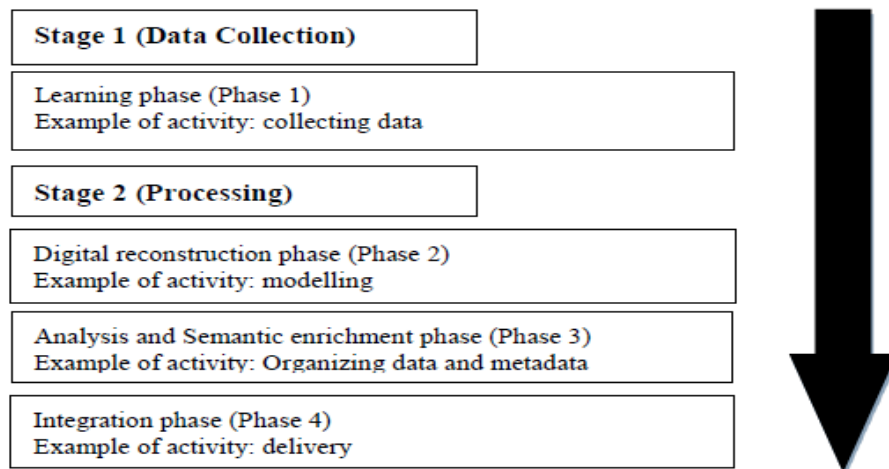 Stage 1 (Data Collection)
Learning phase (Phase 1)
Example of activity: collecting data
Stage 2 (Processing)
Digital reconstruction phase (Phase 2)
Example of activity: modelling
Analysis and Semantic enrichment phase (Phase 3)
Example of activity: Organizing data and metadata
Integration phase (Phase 4)
Example of activity: delivery